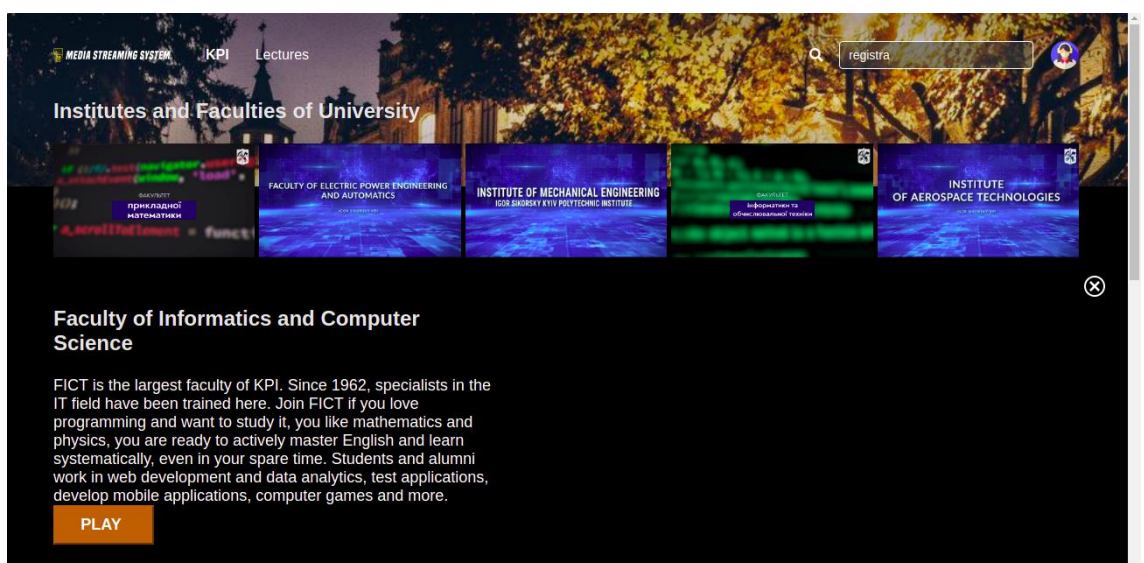 MEDIA STREAMING SYSTEM KPI Lectures registra
Institutes and Faculties of University
ФАКУЛЬТЕТ
прикладної
математики
FACULTY OF ELECTRIC POWER ENGINEERING
AND AUTOMATICS
INSTITUTE OF MECHANICAL ENGINEERING
IGOR SIKORSKY KYIV POLYTECHNIC INSTITUTE
ФАКУЛЬТЕТ
інформатики та
обчислювальної техніки
INSTITUTE
OF AEROSPACE TECHNOLOGIES
Faculty of Informatics and Computer
Science
FICT is the largest faculty of KPI. Since 1962, specialists in the
IT field have been trained here. Join FICT if you love
programming and want to study it, you like mathematics and
physics, you are ready to actively master English and learn
systematically, even in your spare time. Students and alumni
work in web development and data analytics, test applications,
develop mobile applications, computer games and more.
PLAY